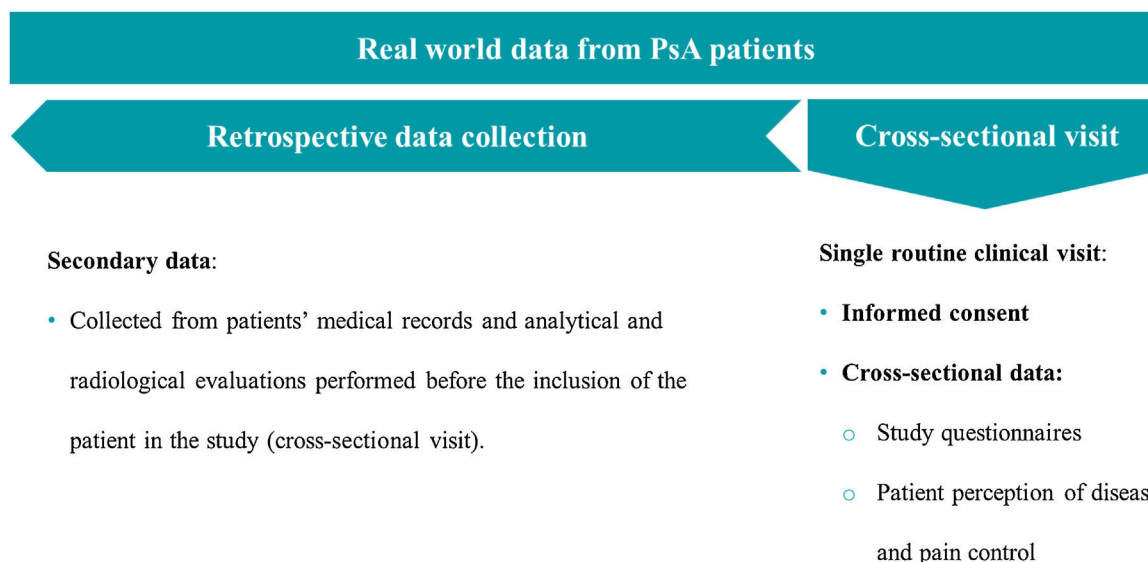 Real world data from PsA patients
Retrospective data collection
Cross-sectional visit
Secondary data:
• Collected from patients’ medical records and analytical and
radiological evaluations performed before the inclusion of the
patient in the study (cross-sectional visit).
Single routine clinical visit:
• Informed consent
• Cross-sectional data:
o Study questionnaires
o Patient perception of diseas
and pain control